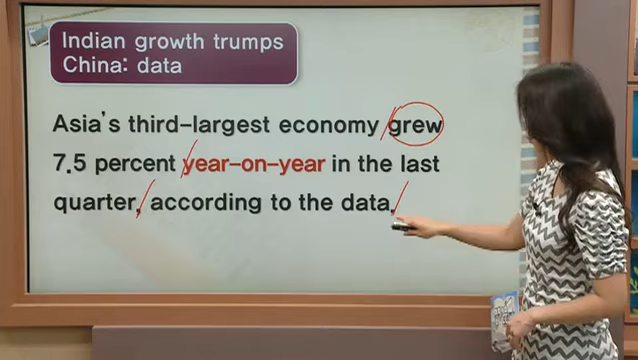 Indian growth trumps
China: data
Asia's third-largest economy grew
7.5 percent year-on-year in the last
quarter, according to the data.